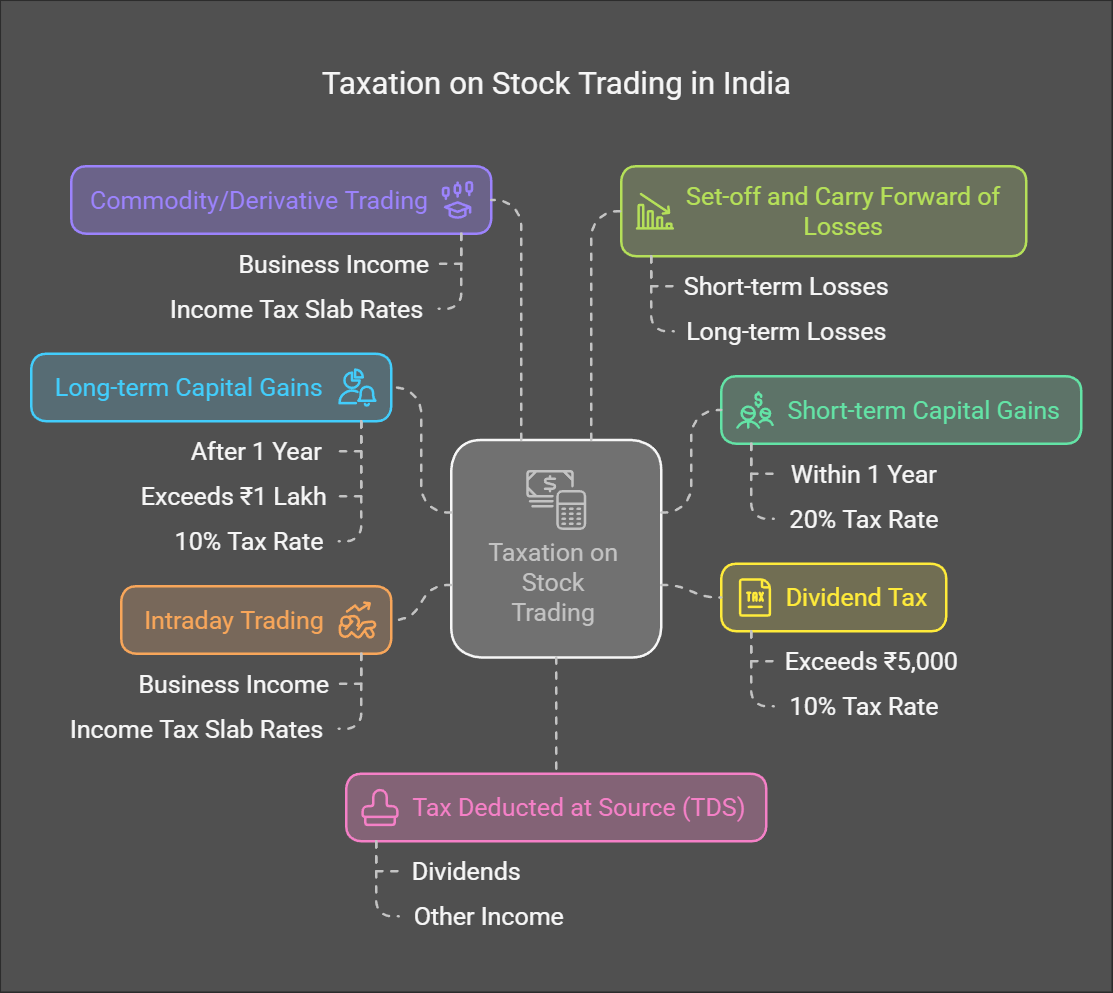 Taxation on Stock Trading in India
Commodity/Derivative Trading
Business Income
Income Tax Slab Rates
Set-off and Carry Forward of
Losses
Short-term Losses
Long-term Losses
Long-term Capital Gains
After 1 Year
Exceeds ₹1 Lakh
10% Tax Rate
Short-term Capital Gains
Within 1 Year
20% Tax Rate
$
Taxation on
Stock
Trading
Intraday Trading
Business Income
Income Tax Slab Rates
TAX
Dividend Tax
Exceeds ₹5,000
10% Tax Rate
Tax Deducted at Source (TDS)
Dividends
Other Income